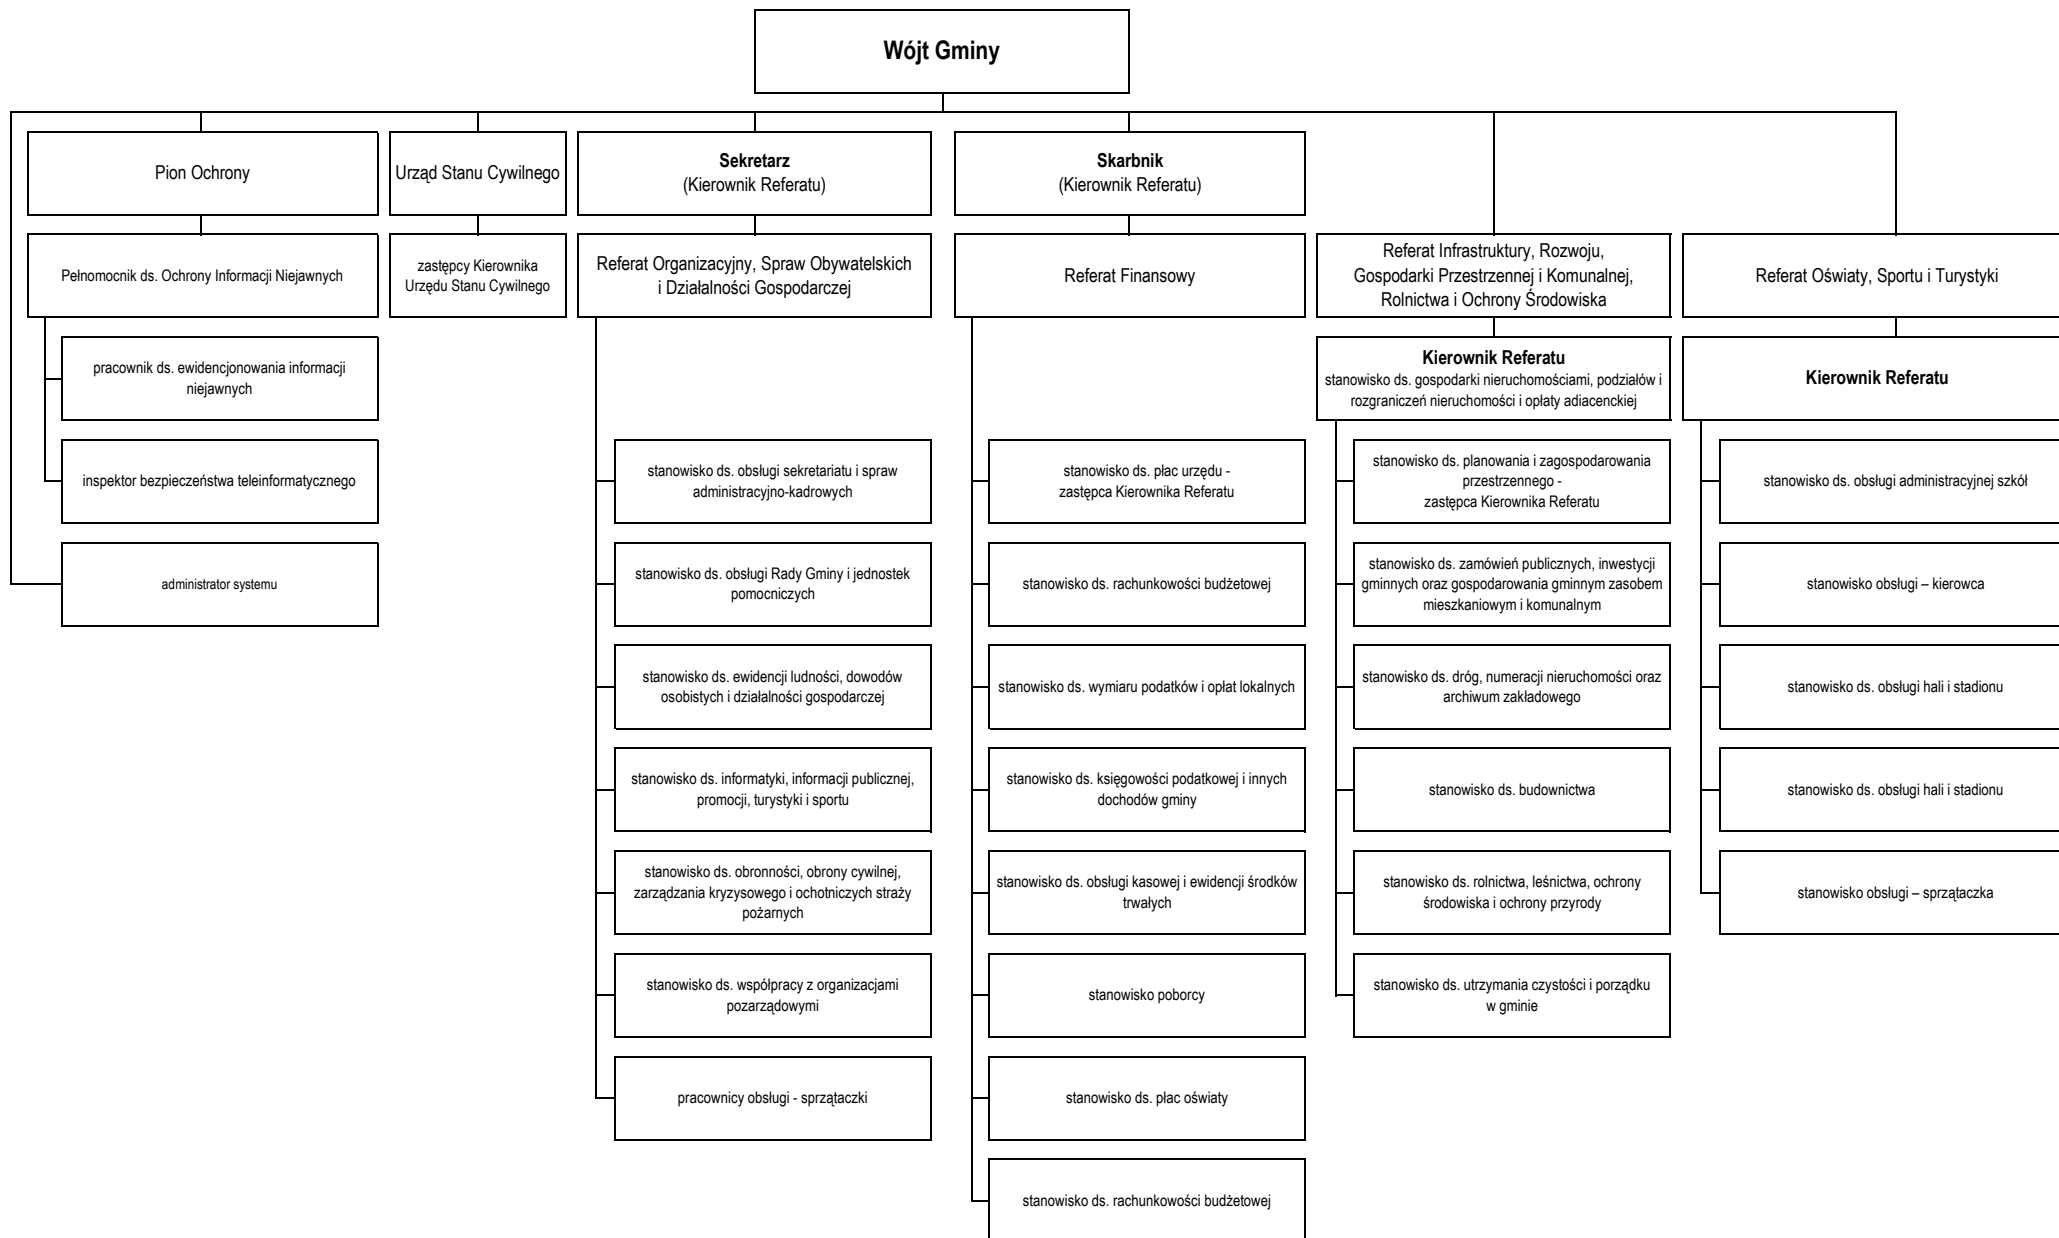 Wójt Gminy
Pion Ochrony
Urząd Stanu Cywilnego
Sekretarz
(Kierownik Referatu)
Skarbnik
(Kierownik Referatu)
Pełnomocnik ds. Ochrony Informacji Niejawnych
zastępcy Kierownika
Urzędu Stanu Cywilnego
Referat Organizacyjny, Spraw Obywatelskich
i Działalności Gospodarczej
Referat Finansowy
Referat Infrastruktury, Rozwoju,
Gospodarki Przestrzennej i Komunalnej,
Rolnictwa i Ochrony Środowiska
Referat Oświaty, Sportu i Turystyki
pracownik ds. ewidencjonowania informacji
niejawnych
Kierownik Referatu
stanowisko ds. gospodarki nieruchomościami, podziałów i
rozgraniczeń nieruchomości i opłaty adiacenckiej
Kierownik Referatu
inspektor bezpieczeństwa teleinformatycznego
stanowisko ds. obsługi sekretariatu i spraw
administracyjno-kadrowych
stanowisko ds. płac urzędu -
zastępca Kierownika Referatu
stanowisko ds. planowania i zagospodarowania
przestrzennego -
zastępca Kierownika Referatu
stanowisko ds. obsługi administracyjnej szkół
administrator systemu
stanowisko ds. obsługi Rady Gminy i jednostek
pomocniczych
stanowisko ds. rachunkowości budżetowej
stanowisko ds. zamówień publicznych, inwestycji
gminnych oraz gospodarowania gminnym zasobem
mieszkaniowym i komunalnym
stanowisko obsługi – kierowca
stanowisko ds. ewidencji ludności, dowodów
osobistych i działalności gospodarczej
stanowisko ds. wymiaru podatków i opłat lokalnych
stanowisko ds. dróg, numeracji nieruchomości oraz
archiwum zakładowego
stanowisko ds. obsługi hali i stadionu
stanowisko ds. informatyki, informacji publicznej,
promocji, turystyki i sportu
stanowisko ds. księgowości podatkowej i innych
dochodów gminy
stanowisko ds. budownictwa
stanowisko ds. obsługi hali i stadionu
stanowisko ds. obronności, obrony cywilnej,
zarządzania kryzysowego i ochotniczych straży
pożarnych
stanowisko ds. obsługi kasowej i ewidencji środków
trwałych
stanowisko ds. rolnictwa, leśnictwa, ochrony
środowiska i ochrony przyrody
stanowisko obsługi – sprzątaczka
stanowisko ds. współpracy z organizacjami
pozarządowymi
stanowisko poborcy
stanowisko ds. utrzymania czystości i porządku
w gminie
pracownicy obsługi - sprzątaczki
stanowisko ds. płac oświaty
stanowisko ds. rachunkowości budżetowej